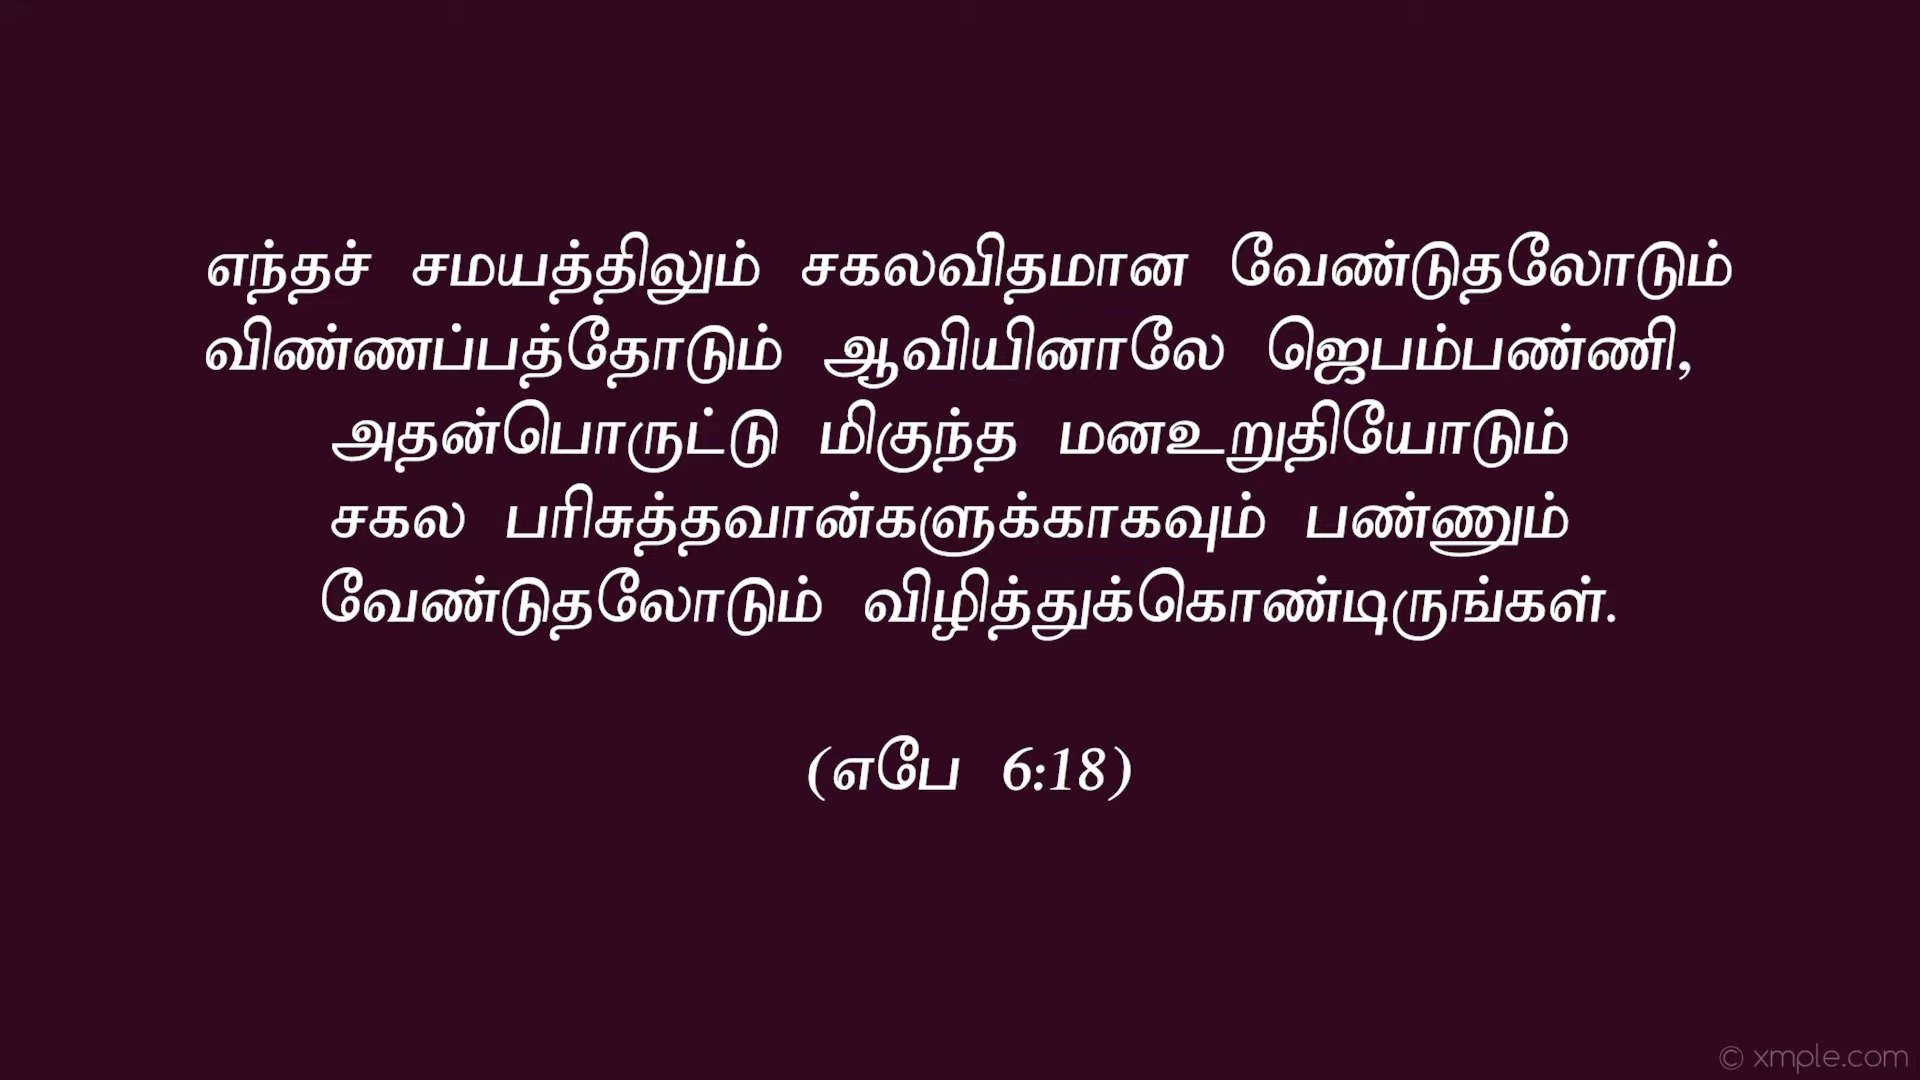 எந்தச் சமயத்திலும் சகலவிதமான வேண்டுதலோடும்
விண்ணப்பத்தோடும் ஆவியினாலே ஜெபம்பண்ணி,
அதன்பொருட்டு மிகுந்த மனஉறுதியோடும்
சகல பரிசுத்தவான்களுக்காகவும் பண்ணும்
வேண்டுதலோடும் விழித்துக்கொண்டிருங்கள்.
(எபே 6:18)
© xmple.com